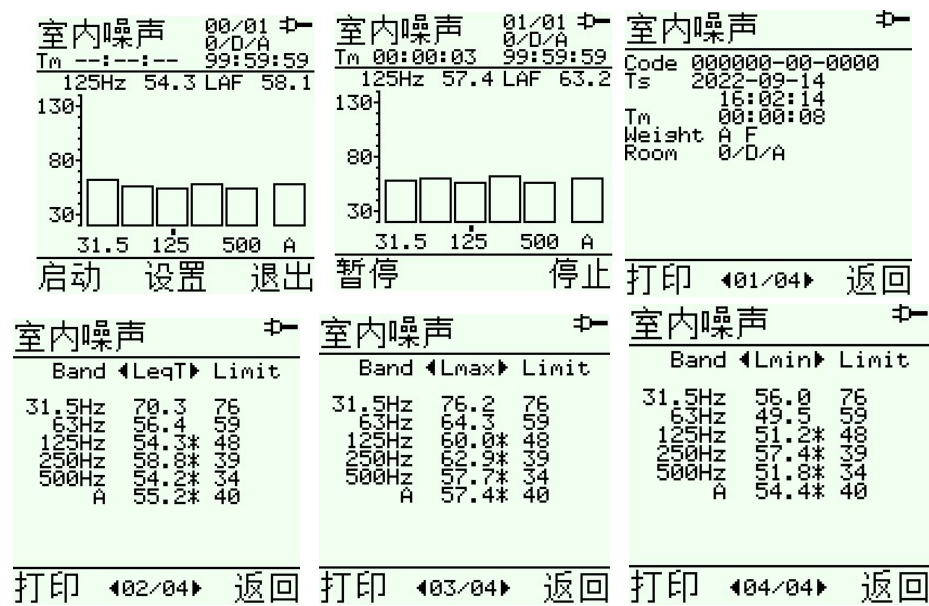 室内噪声 00/01
0/D/A
Tm --:--:-- 99:59:59
125Hz 54.3 LAF 58.1
130
80
30
31.5 125 500 A
启动 设置 退出
室内噪声 01/01
0/D/A
Tm 00:00:03 99:59:59
125Hz 57.4 LAF 63.2
130
80
30
31.5 125 500 A
暂停 停止
室内噪声
Code 000000-00-0000
Ts 2022-09-14
16:02:14
Tm 00:00:08
Weight A F
Room 0/D/A
打印 ◀01/04▶ 返回
室内噪声
Band ◀LeqT▶ Limit
31.5Hz 70.3 76
63Hz 56.4 59
125Hz 54.3* 48
250Hz 58.8* 39
500Hz 54.2* 34
A 55.2* 40
打印 ◀02/04▶ 返回
室内噪声
Band ◀Lmax▶ Limit
31.5Hz 76.2 76
63Hz 64.3 59
125Hz 60.0* 48
250Hz 62.9* 39
500Hz 57.7* 34
A 57.4* 40
打印 ◀03/04▶ 返回
室内噪声
Band ◀Lmin▶ Limit
31.5Hz 56.0 76
63Hz 49.5 59
125Hz 51.2* 48
250Hz 57.4* 39
500Hz 51.8* 34
A 54.4* 40
打印 ◀04/04▶ 返回